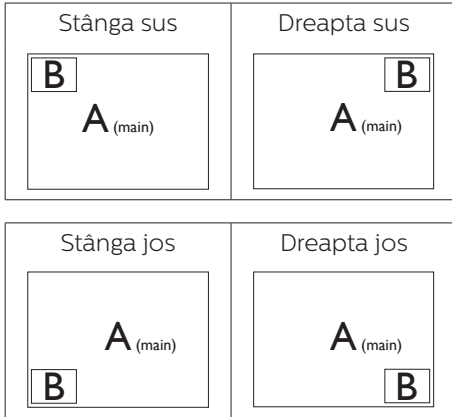 Stânga sus
Dreapta sus
B
A (main)
B
A (main)
Stânga jos
Dreapta jos
A (main)
B
A (main)
B